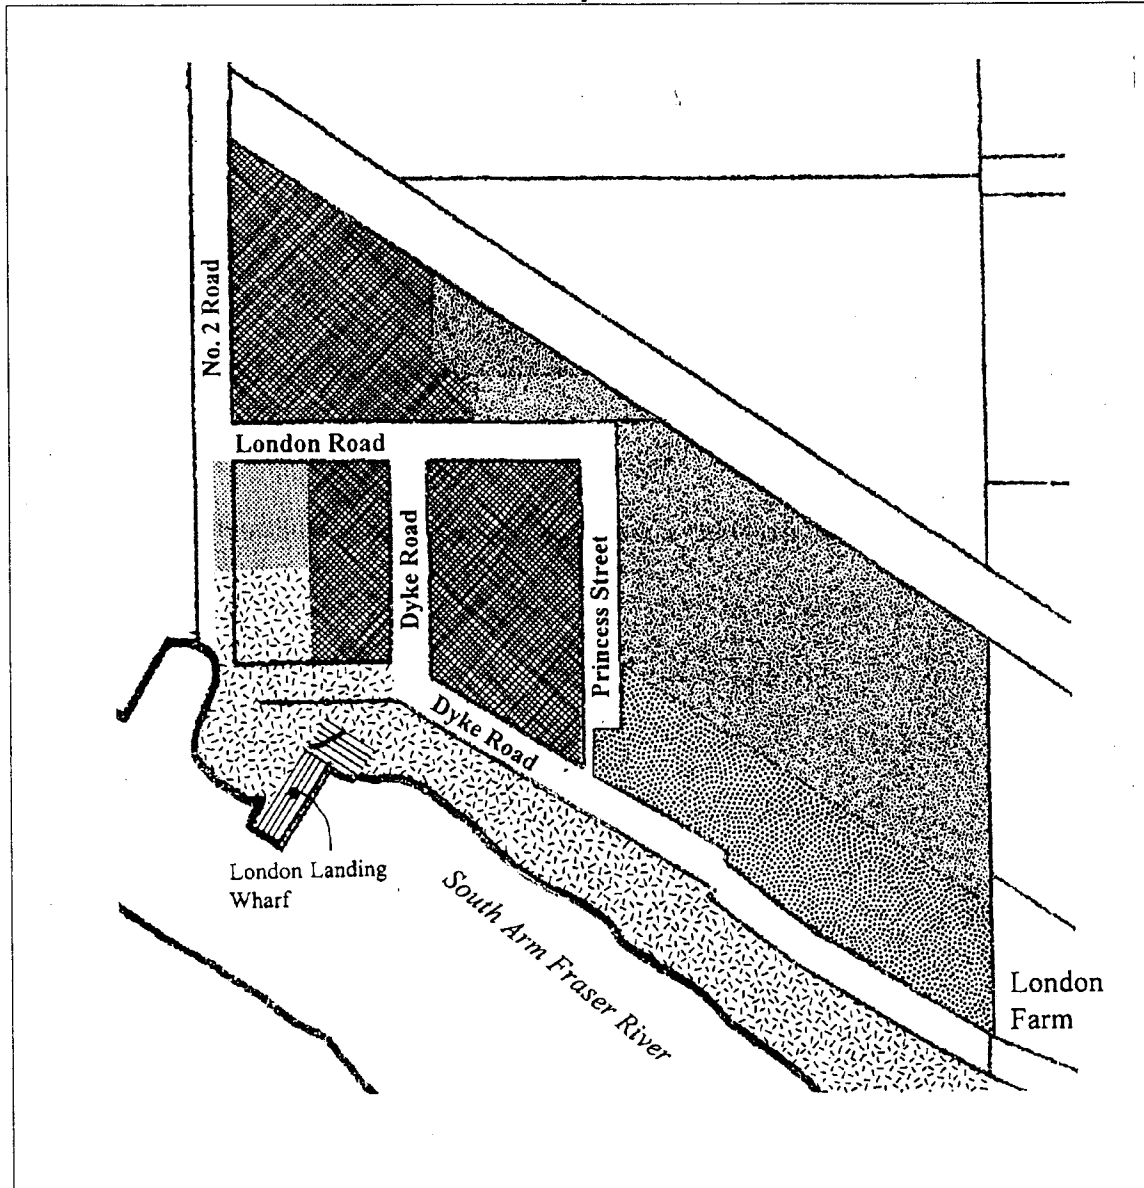 No. 2 Road
London Road
Dyke Road
Princess Street
Dyke Road
London Landing
Wharf
South Arm Fraser River
London
Farm